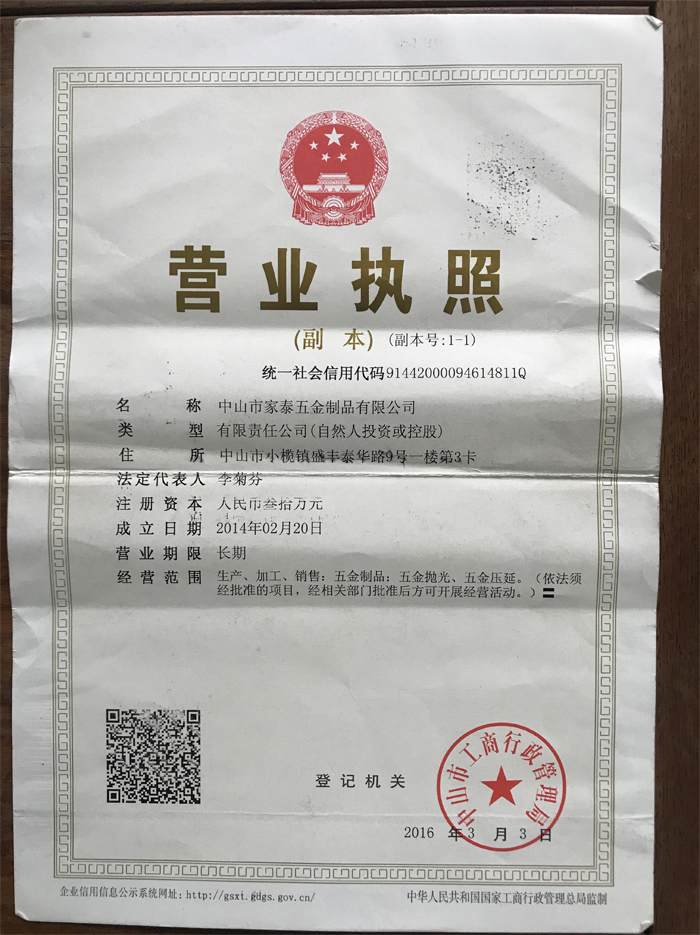 营业执照
(副 本) (副本号:1-1)
统一社会信用代码91442000094614811Q
名 称 中山市家泰五金制品有限公司
类 型 有限责任公司(自然人投资或控股)
住 所 中山市小榄镇盛丰泰华路9号一楼第3卡
法定代表人 李菊芬
注册资本 人民币叁拾万元
成立日期 2014年02月20日
营业期限 长期
经营范围 生产、加工、销售:五金制品;五金抛光、五金压延。(依法须
经批准的项目,经相关部门批准后方可开展经营活动。)
登记机关
中山市工商行政管理局
2016 年 3 月 3 日
企业信用信息公示系统网址:http://gsxt.gdgs.gov.cn/
中华人民共和国国家工商行政管理总局监制